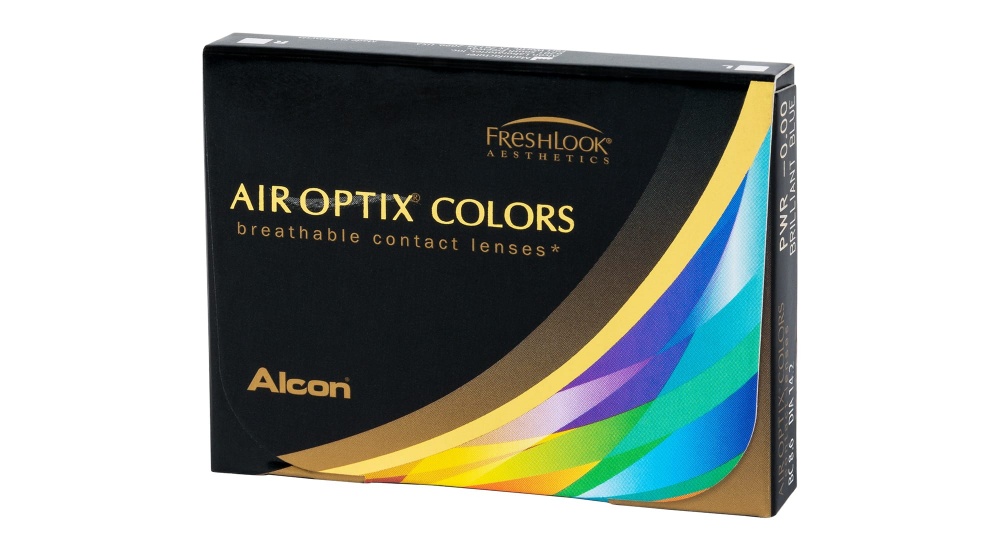 R
L
FRESHLOOK®
AESTHETICS
AIR OPTIX® COLORS
breathable contact lenses*
Alcon
PWR –0.00
BRILLIANT BLUE
AIR OPTIX COLORS
BC 8.6 DIA 14.2